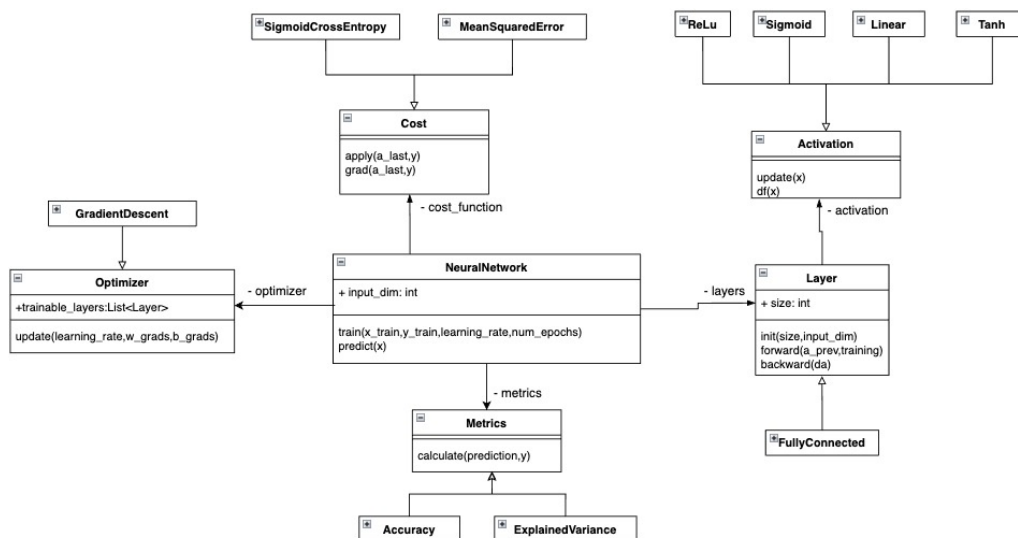 SigmoidCrossEntropy
MeanSquaredError
ReLu
Sigmoid
Linear
Tanh
Cost
apply(a_last,y)
grad(a_last,y)
Activation
update(x)
df(x)
- cost_function
- activation
GradientDescent
Optimizer
+trainable_layers:List<Layer>
update(learning_rate,w_grads,b_grads)
- optimizer
NeuralNetwork
+ input_dim: int
train(x_train,y_train,learning_rate,num_epochs)
predict(x)
- layers
Layer
+ size: int
init(size,input_dim)
forward(a_prev,training)
backward(da)
- metrics
Metrics
calculate(prediction,y)
FullyConnected
Accuracy
ExplainedVariance